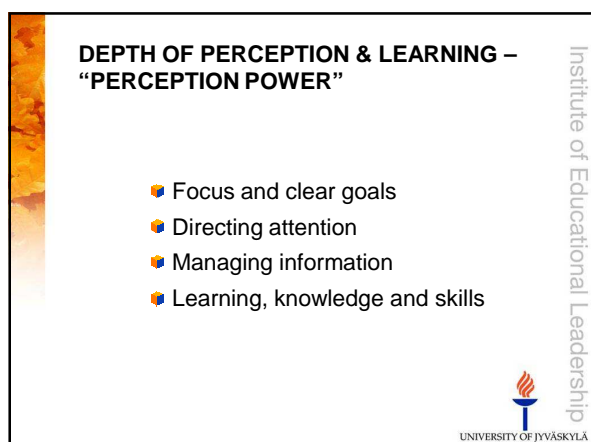 DEPTH OF PERCEPTION & LEARNING –
“PERCEPTION POWER”
Focus and clear goals
Directing attention
Managing information
Learning, knowledge and skills
Institute of Educational Leadership
UNIVERSITY OF JYVÄSKYLÄ